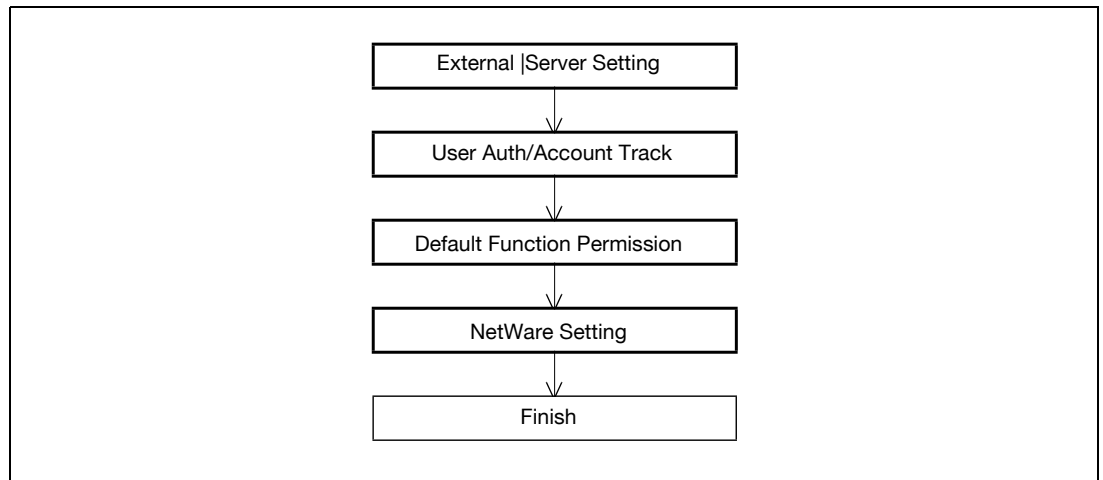 External |Server Setting
User Auth/Account Track
Default Function Permission
NetWare Setting
Finish